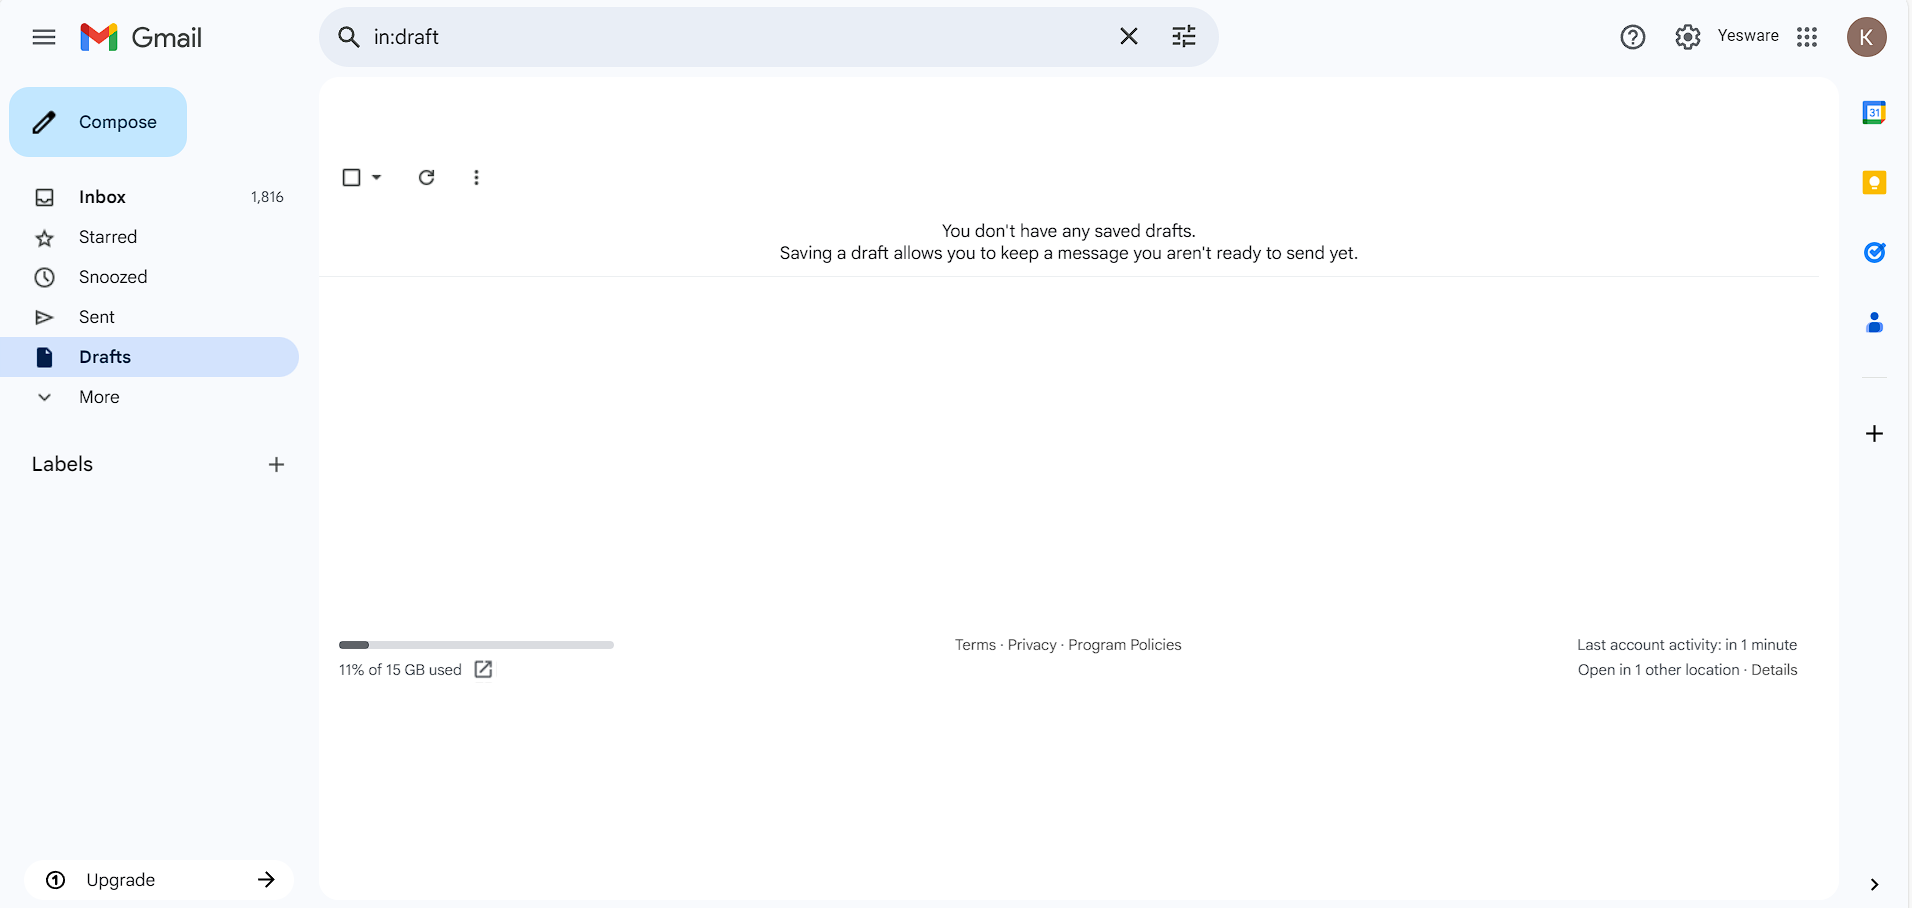 Gmail
in:draft
Yesware
K
Compose
31
Inbox 1,816
Starred
Snoozed
Sent
Drafts
More
Labels
You don't have any saved drafts.
Saving a draft allows you to keep a message you aren't ready to send yet.
11% of 15 GB used
Terms · Privacy · Program Policies
Last account activity: in 1 minute
Open in 1 other location · Details
1 Upgrade